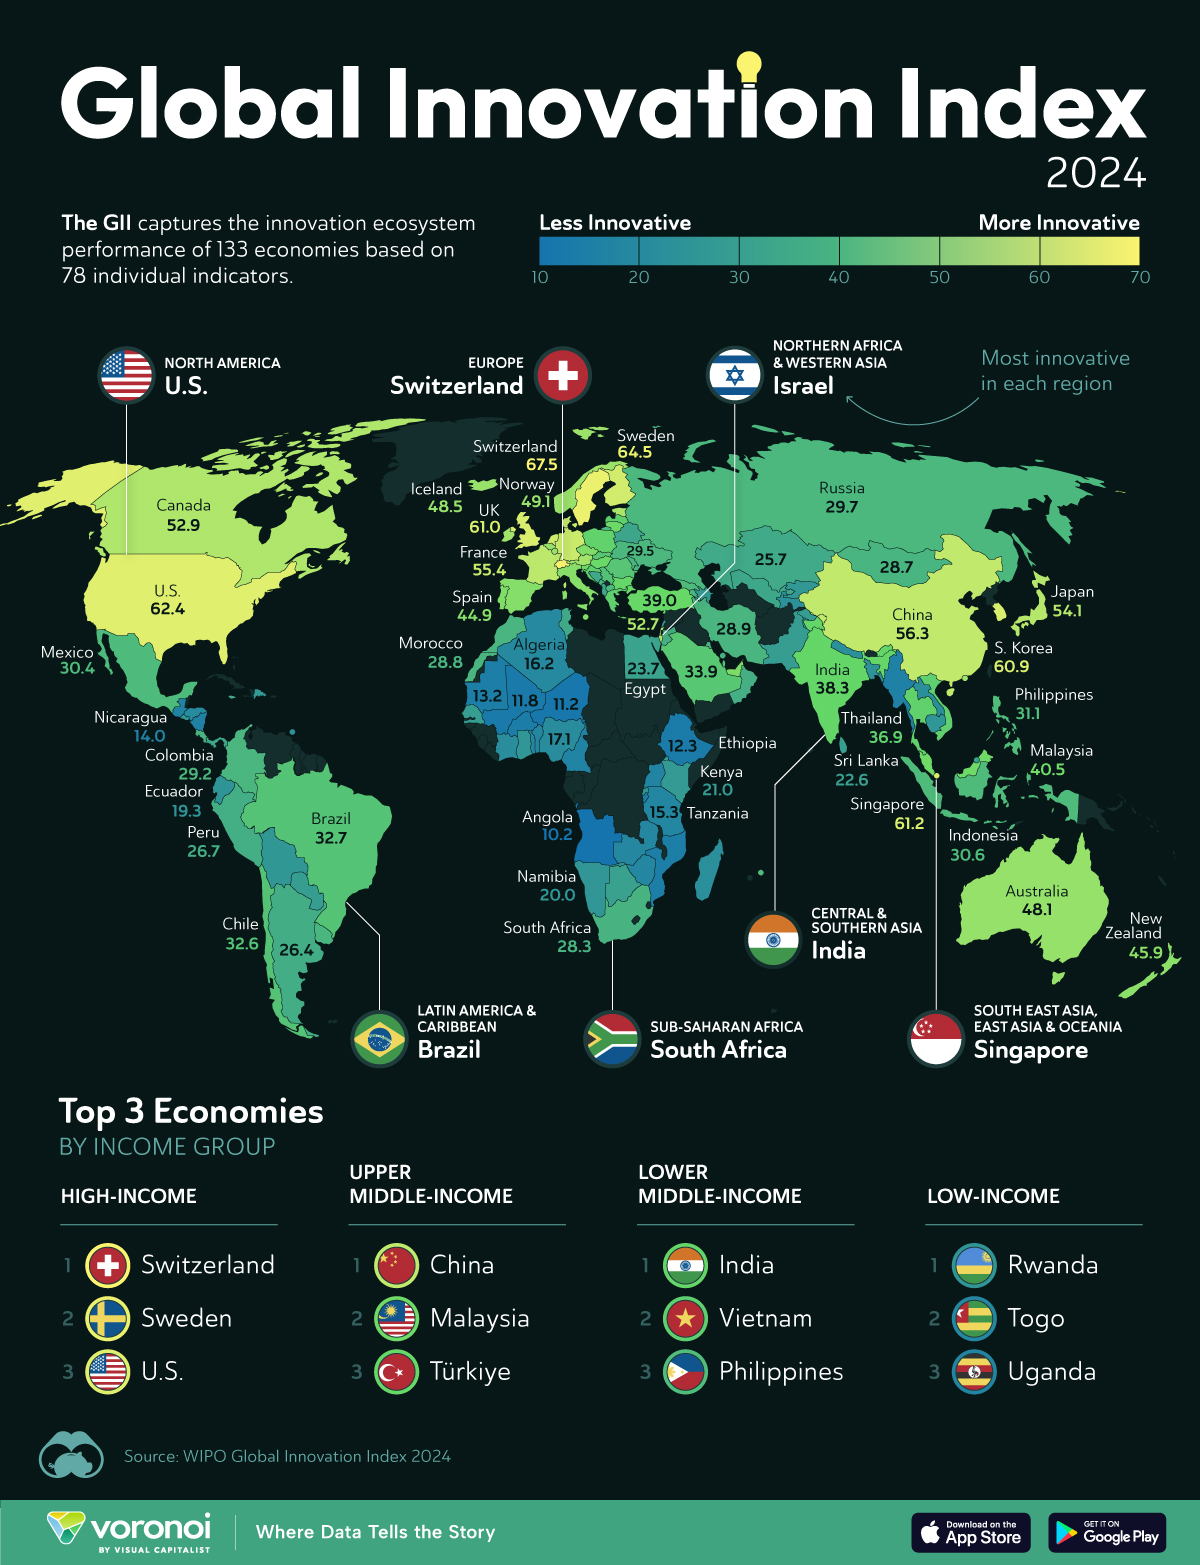 Global Innovation Index
2024
The GII captures the innovation ecosystem
performance of 133 economies based on
78 individual indicators.
Less Innovative
More Innovative
10 20 30 40 50 60 70
NORTH AMERICA
U.S.
EUROPE
Switzerland
NORTHERN AFRICA
& WESTERN ASIA
Israel
Most innovative
in each region
Switzerland
67.5
Sweden
64.5
Iceland
48.5
Norway
49.1
UK
61.0
France
55.4
Spain
44.9
Morocco
28.8
Canada
52.9
U.S.
62.4
Mexico
30.4
Nicaragua
14.0
Colombia
29.2
Ecuador
19.3
Peru
26.7
Brazil
32.7
Chile
32.6
26.4
Russia
29.7
29.5
25.7
28.7
39.0
52.7
28.9
China
56.3
Japan
54.1
S. Korea
60.9
Algeria
16.2
13.2
11.8
11.2
17.1
23.7
Egypt
33.9
India
38.3
12.3
Ethiopia
Kenya
21.0
15.3
Tanzania
Angola
10.2
Namibia
20.0
South Africa
28.3
Thailand
36.9
Sri Lanka
22.6
Singapore
61.2
Philippines
31.1
Malaysia
40.5
Indonesia
30.6
Australia
48.1
New
Zealand
45.9
CENTRAL &
SOUTHERN ASIA
India
LATIN AMERICA &
CARIBBEAN
Brazil
SUB-SAHARAN AFRICA
South Africa
SOUTH EAST ASIA,
EAST ASIA & OCEANIA
Singapore
Top 3 Economies
BY INCOME GROUP
HIGH-INCOME
1 Switzerland
2 Sweden
3 U.S.
UPPER
MIDDLE-INCOME
1 China
2 Malaysia
3 Türkiye
LOWER
MIDDLE-INCOME
1 India
2 Vietnam
3 Philippines
LOW-INCOME
1 Rwanda
2 Togo
3 Uganda
Source: WIPO Global Innovation Index 2024
voronoi
BY VISUAL CAPITALIST
Where Data Tells the Story
Download on the
App Store
GET IT ON
Google Play